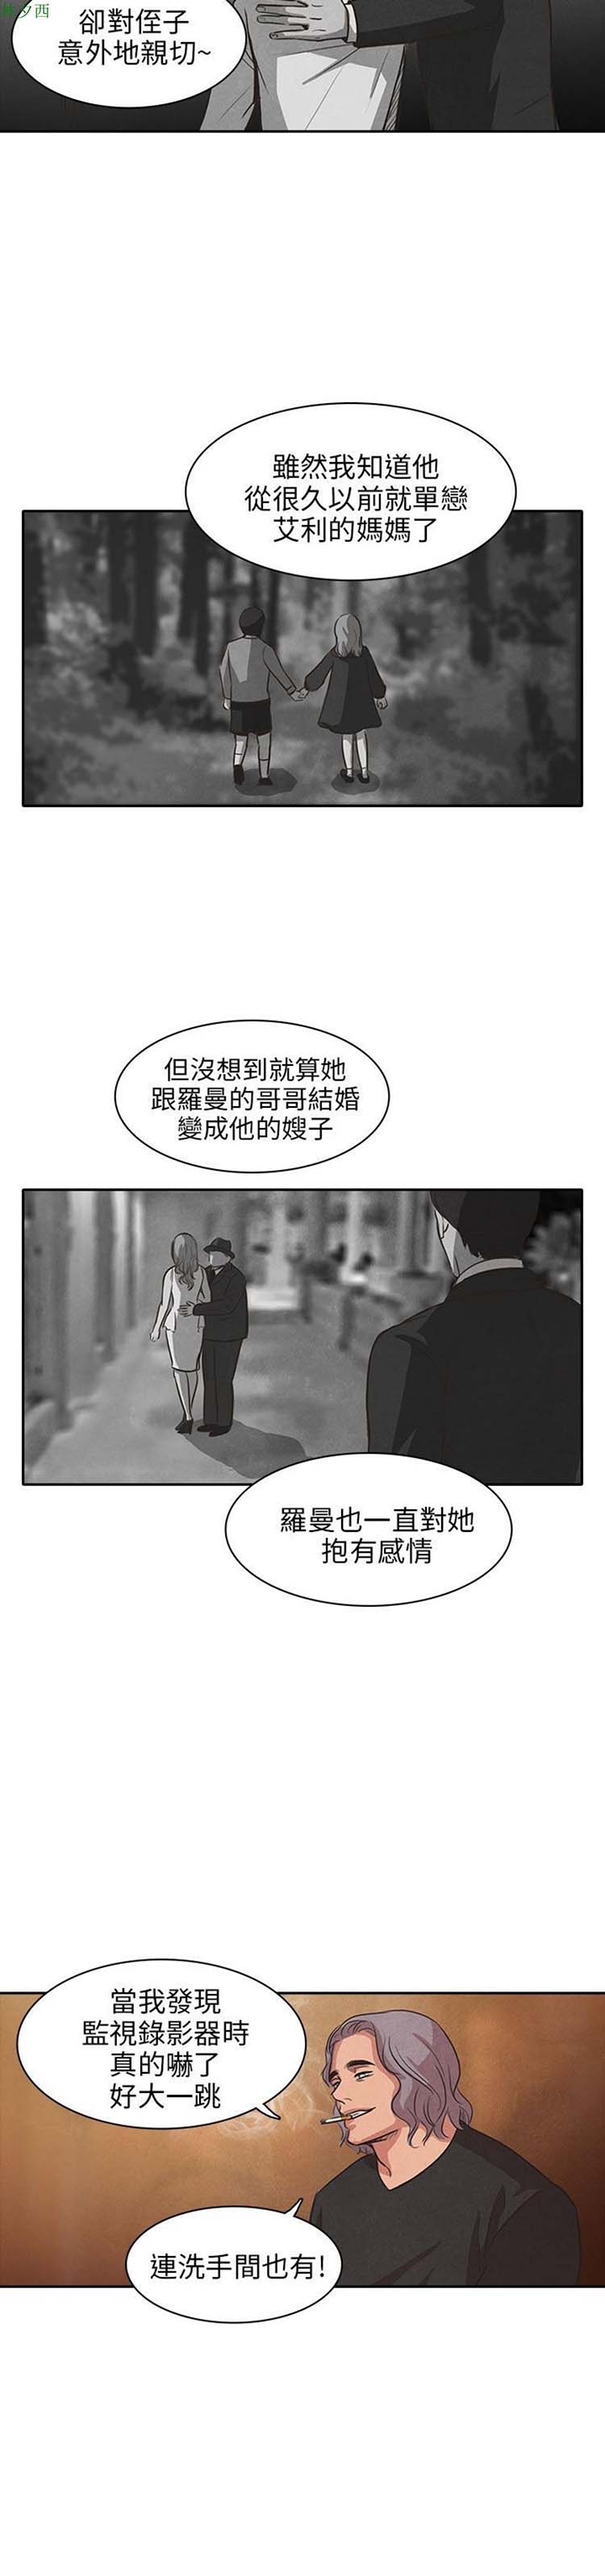 夕西
卻對侄子
意外地親切~
雖然我知道他
從很久以前就單戀
艾利的媽媽了
但沒想到就算她
跟羅曼的哥哥結婚
變成他的嫂子
羅曼也一直對她
抱有感情
當我發現
監視錄影器時
真的嚇了
好大一跳
連洗手間也有!